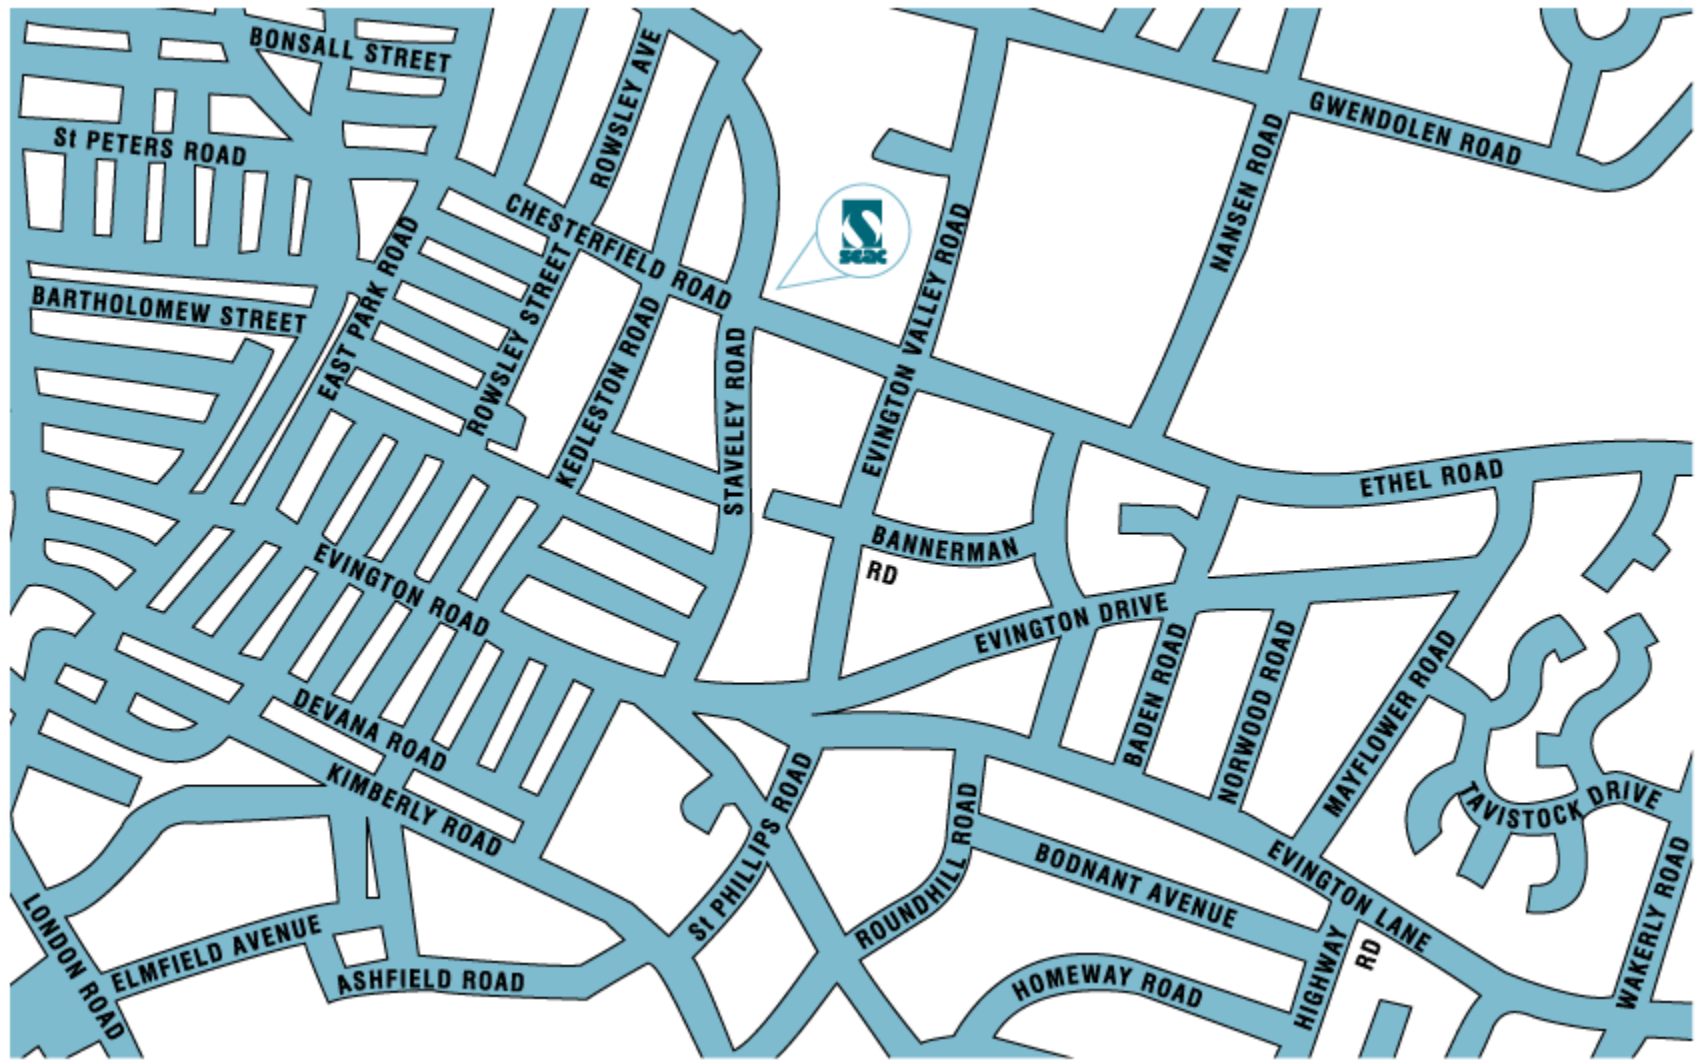 BONSALL STREET
ROWSLEY AVE
St PETERS ROAD
GWENDOLEN ROAD
NANSEN ROAD
CHESTERFIELD ROAD
seac
EAST PARK ROAD
EVINGTON VALLEY ROAD
BARTHOLOMEW STREET
ROWSLEY STREET
KEDLESTON ROAD
STAVELEY ROAD
ETHEL ROAD
BANNERMAN
RD
EVINGTON ROAD
EVINGTON DRIVE
BADEN ROAD
NORWOOD ROAD
MAYFLOWER ROAD
DEVANA ROAD
KIMBERLY ROAD
TAVISTOCK DRIVE
St PHILLIPS ROAD
ROUNDHILL ROAD
BODNANT AVENUE
EVINGTON LANE
WAKERLY ROAD
LONDON ROAD
ELMFIELD AVENUE
ASHFIELD ROAD
HOMEWAY ROAD
HIGHWAY
RD